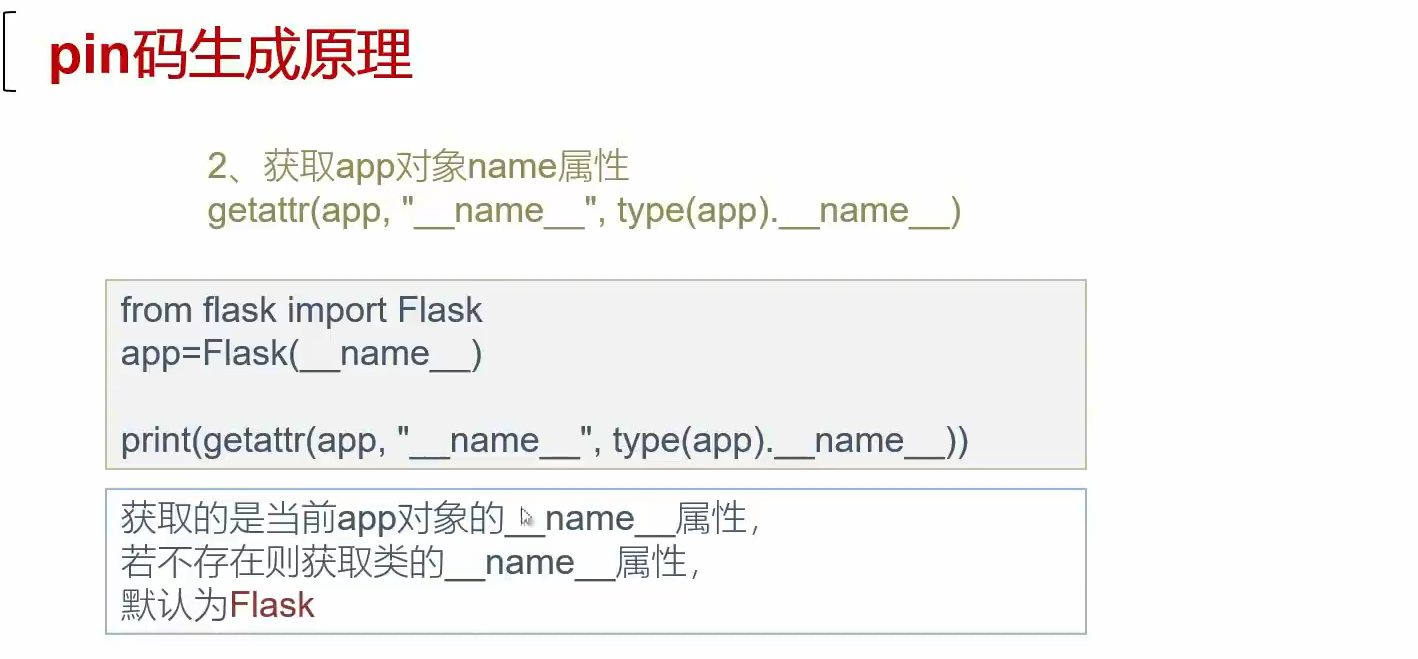 pin码生成原理
2、获取app对象name属性
getattr(app, "__name__", type(app).__name__)
from flask import Flask
app=Flask(__name__)
print(getattr(app, "__name__", type(app).__name__))
获取的是当前app对象的__name__属性，
若不存在则获取类的__name__属性，
默认为Flask